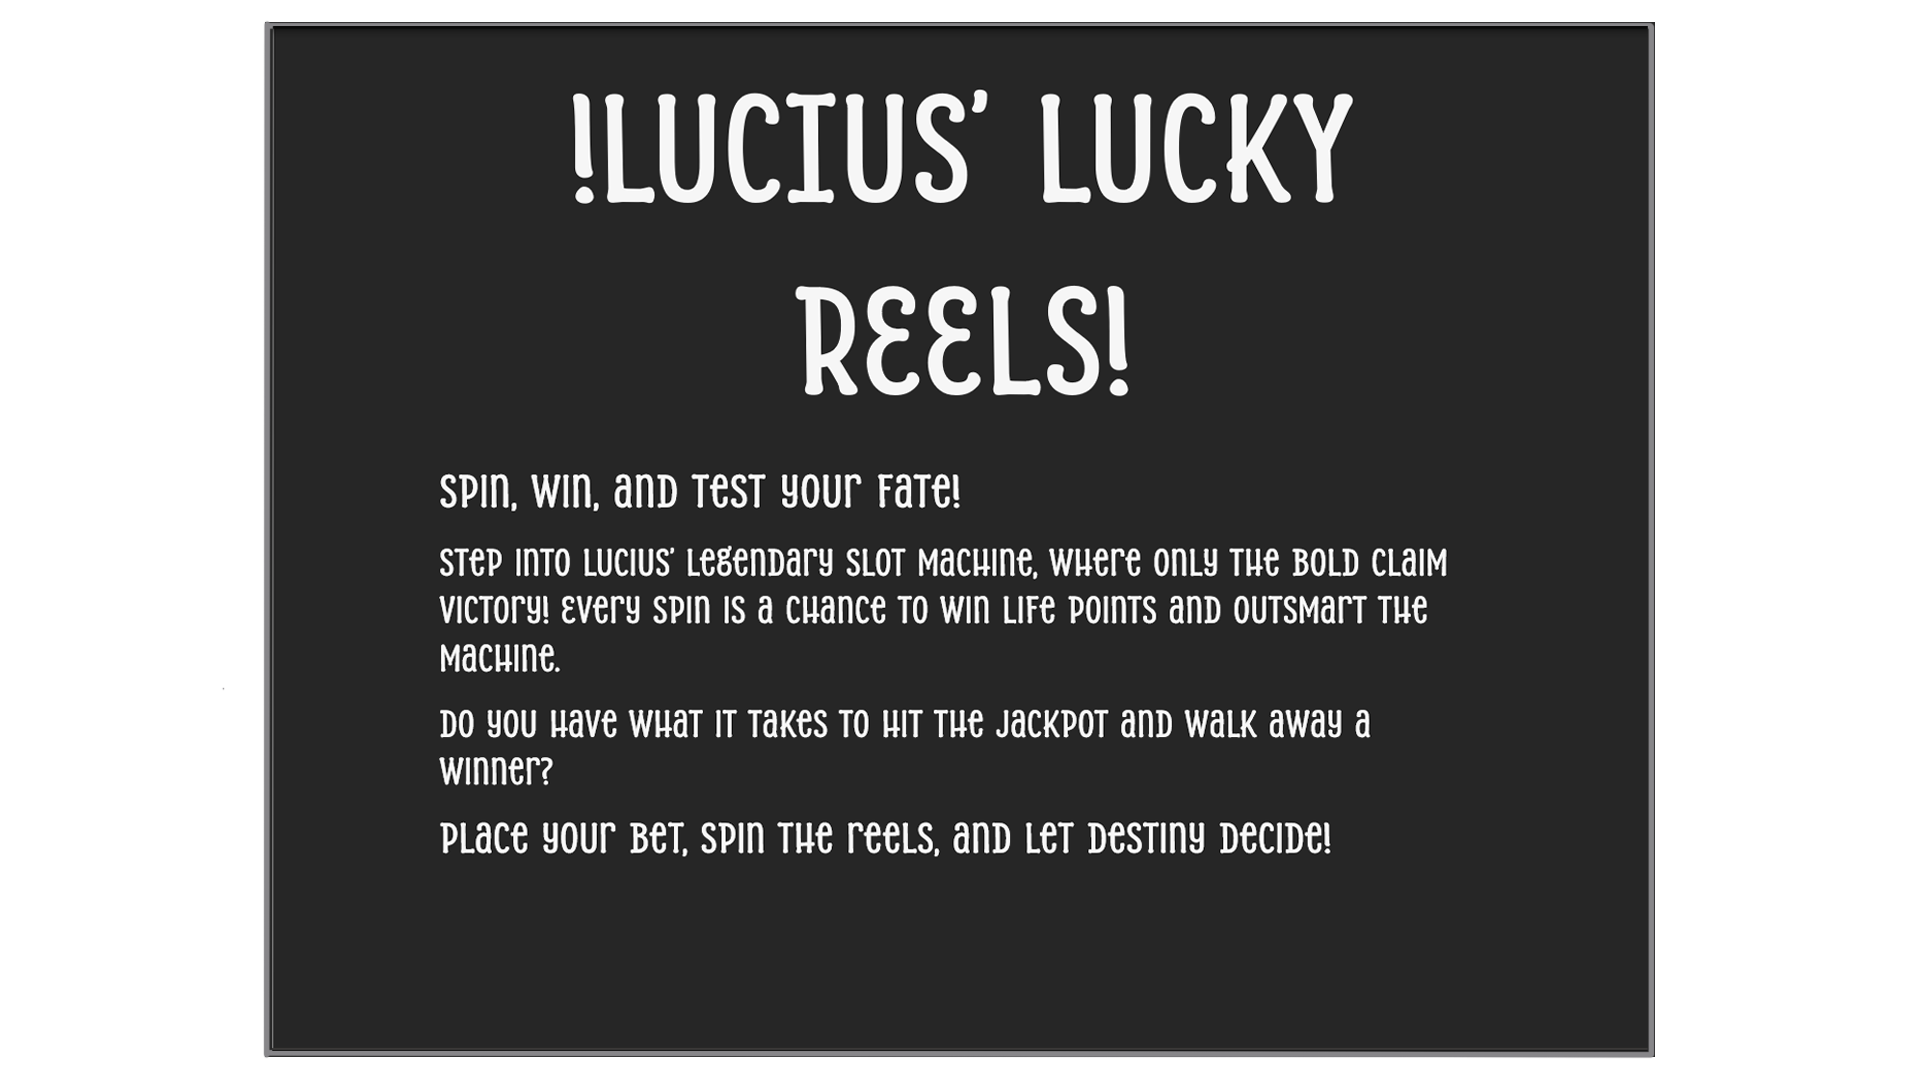 !LUCIUS’ LUCKY
REELS!
Spin, Win, and Test Your Fate!
Step into Lucius’ legendary slot machine, where only the bold claim
victory! Every spin is a chance to win life points and outsmart the
machine.
Do you have what it takes to hit the jackpot and walk away a
winner?
Place your bet, spin the reels, and let destiny decide!